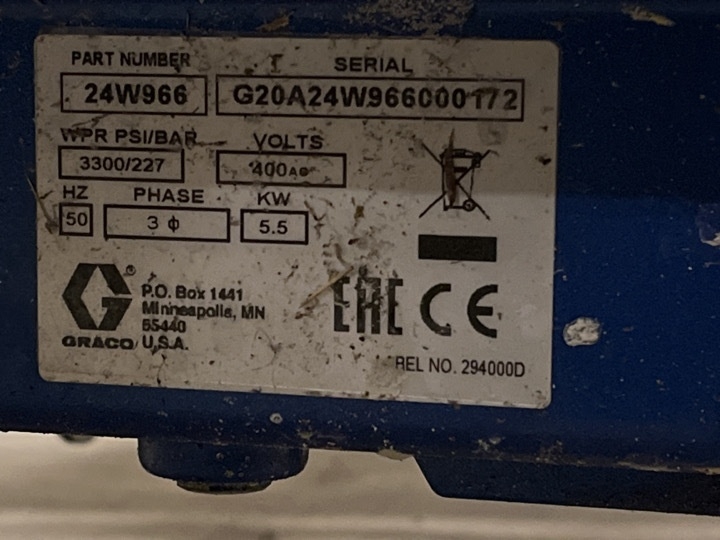 PART NUMBER SERIAL
24W966 G20A24W966000172
WPR PSI/BAR VOLTS
3300/227 400AC
HZ PHASE KW
50 3 ϕ 5.5
EAC CE
® P.O. Box 1441
Minneapolis, MN
55440
GRACO U.S.A.
REL NO. 294000D